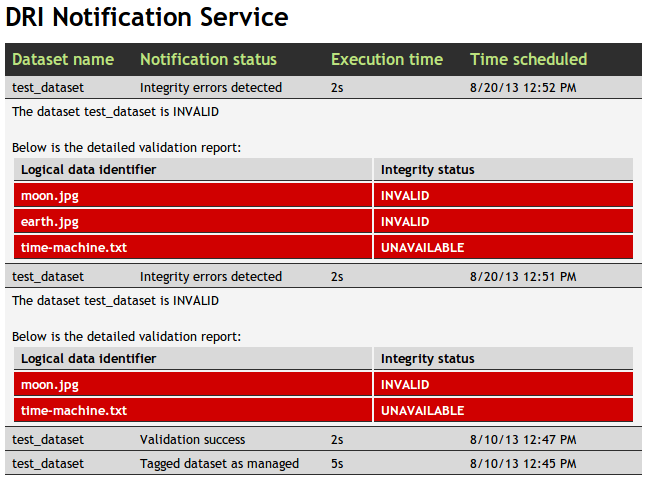 DRI Notification Service
Dataset name Notification status Execution time Time scheduled
test_dataset Integrity errors detected 2s 8/20/13 12:52 PM
The dataset test_dataset is INVALID
Below is the detailed validation report:
Logical data identifier Integrity status
moon.jpg INVALID
earth.jpg INVALID
time-machine.txt UNAVAILABLE
test_dataset Integrity errors detected 2s 8/20/13 12:51 PM
The dataset test_dataset is INVALID
Below is the detailed validation report:
Logical data identifier Integrity status
moon.jpg INVALID
time-machine.txt UNAVAILABLE
test_dataset Validation success 2s 8/10/13 12:47 PM
test_dataset Tagged dataset as managed 5s 8/10/13 12:45 PM